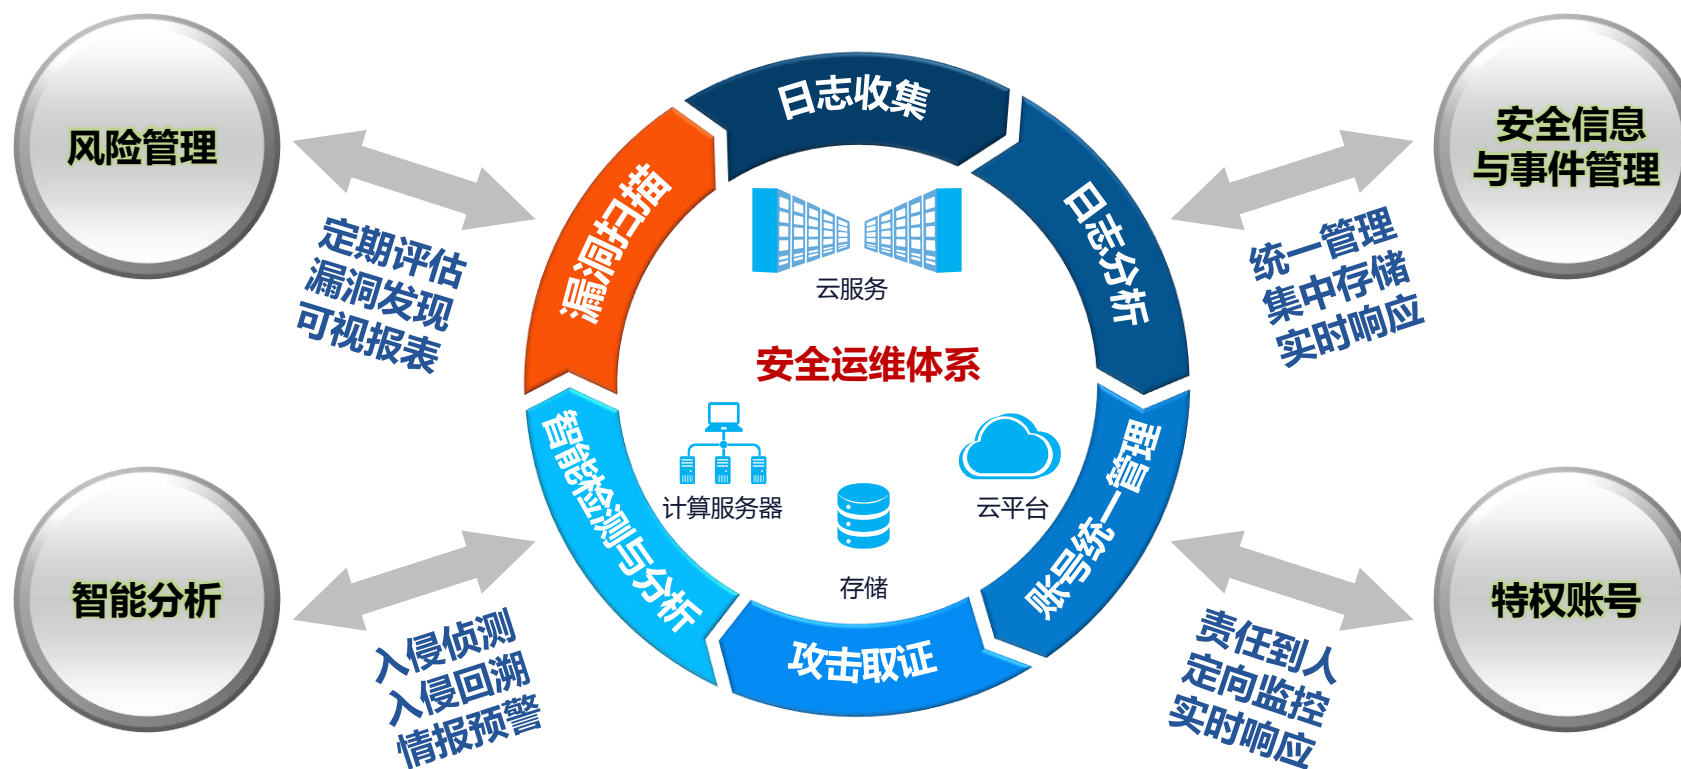 日志收集
风险管理
安全信息
与事件管理
漏洞扫描
日志分析
定期评估
漏洞发现
可视报表
云服务
统一管理
集中存储
实时响应
安全运维体系
智能检测与分析
计算服务器
云平台
账号统一管理
存储
智能分析
特权账号
攻击取证
入侵侦测
入侵回溯
情报预警
责任到人
定向监控
实时响应